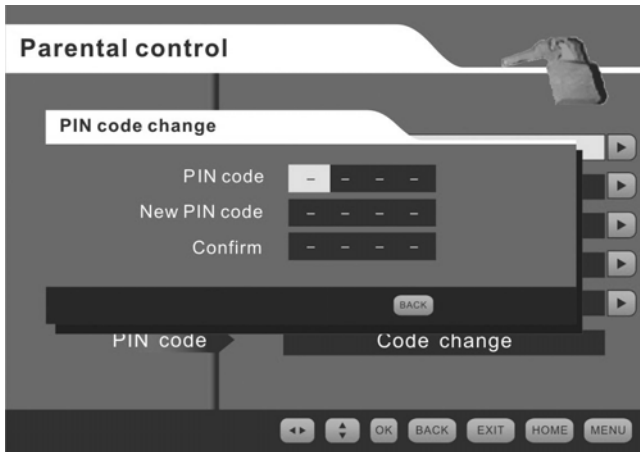 Parental control
PIN code change
PIN code - - - -
New PIN code - - - -
Confirm - - - -
BACK
PIN code Code change
OK BACK EXIT HOME MENU